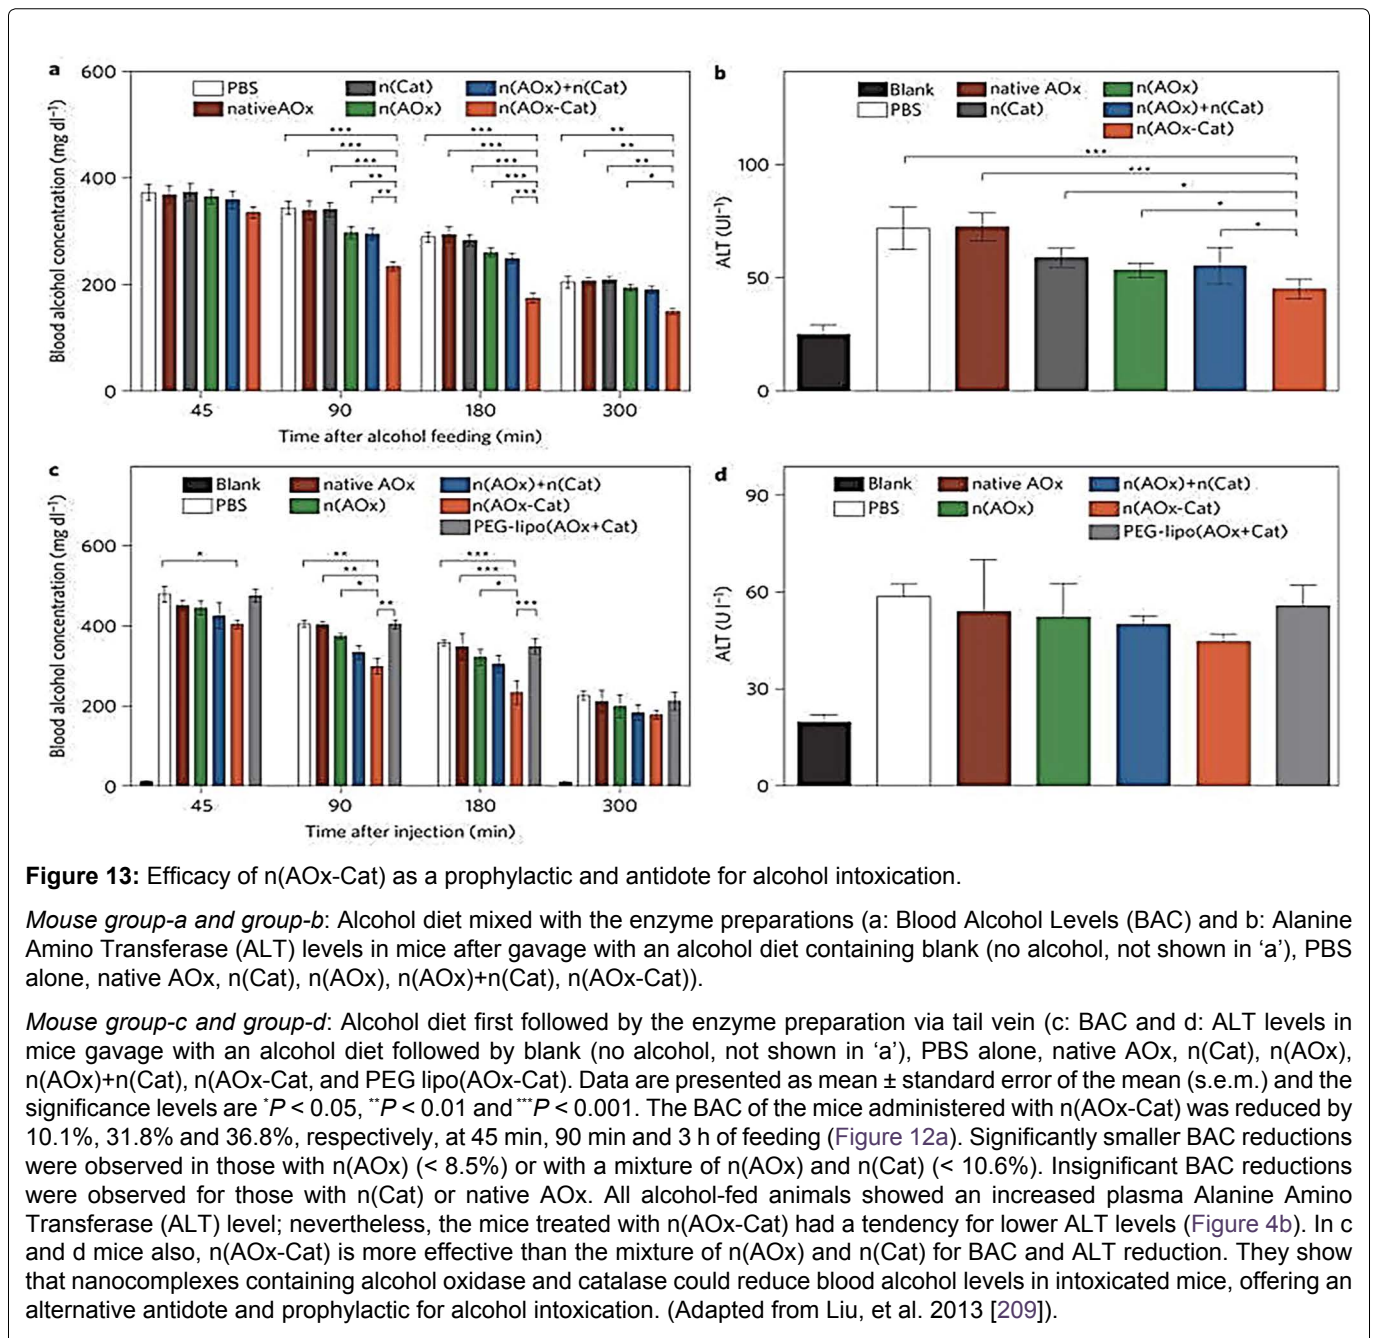 a
600
400
200
0
Blood alcohol concentration (mg dl⁻¹)
PBS
n(Cat)
n(AOx)+n(Cat)
nativeAOx
n(AOx)
n(AOx-Cat)
*** *** **
*** *** **
*** *** **
** *** *
** ***
45 90 180 300
Time after alcohol feeding (min)
b
100
50
0
ALT (Ul⁻¹)
Blank
native AOx
n(AOx)
PBS
n(Cat)
n(AOx)+n(Cat)
n(AOx-Cat)
***
***
*
*
*
c
600
400
200
0
Blood alcohol concentration (mg dl⁻¹)
Blank
native AOx
n(AOx)+n(Cat)
PBS
n(AOx)
n(AOx-Cat)
PEG-lipo(AOx+Cat)
* ** ***
** ***
* *
** ***
45 90 180 300
Time after injection (min)
d
90
60
30
0
ALT (U l⁻¹)
Blank
native AOx
n(AOx)+n(Cat)
PBS
n(AOx)
n(AOx-Cat)
PEG-lipo(AOx+Cat)
Figure 13: Efficacy of n(AOx-Cat) as a prophylactic and antidote for alcohol intoxication.
Mouse group-a and group-b: Alcohol diet mixed with the enzyme preparations (a: Blood Alcohol Levels (BAC) and b: Alanine
Amino Transferase (ALT) levels in mice after gavage with an alcohol diet containing blank (no alcohol, not shown in ‘a’), PBS
alone, native AOx, n(Cat), n(AOx), n(AOx)+n(Cat), n(AOx-Cat)).
Mouse group-c and group-d: Alcohol diet first followed by the enzyme preparation via tail vein (c: BAC and d: ALT levels in
mice gavage with an alcohol diet followed by blank (no alcohol, not shown in ‘a’), PBS alone, native AOx, n(Cat), n(AOx),
n(AOx)+n(Cat), n(AOx-Cat, and PEG lipo(AOx-Cat). Data are presented as mean ± standard error of the mean (s.e.m.) and the
significance levels are *P < 0.05, **P < 0.01 and ***P < 0.001. The BAC of the mice administered with n(AOx-Cat) was reduced by
10.1%, 31.8% and 36.8%, respectively, at 45 min, 90 min and 3 h of feeding (Figure 12a). Significantly smaller BAC reductions
were observed in those with n(AOx) (< 8.5%) or with a mixture of n(AOx) and n(Cat) (< 10.6%). Insignificant BAC reductions
were observed for those with n(Cat) or native AOx. All alcohol-fed animals showed an increased plasma Alanine Amino
Transferase (ALT) level; nevertheless, the mice treated with n(AOx-Cat) had a tendency for lower ALT levels (Figure 4b). In c
and d mice also, n(AOx-Cat) is more effective than the mixture of n(AOx) and n(Cat) for BAC and ALT reduction. They show
that nanocomplexes containing alcohol oxidase and catalase could reduce blood alcohol levels in intoxicated mice, offering an
alternative antidote and prophylactic for alcohol intoxication. (Adapted from Liu, et al. 2013 [209]).